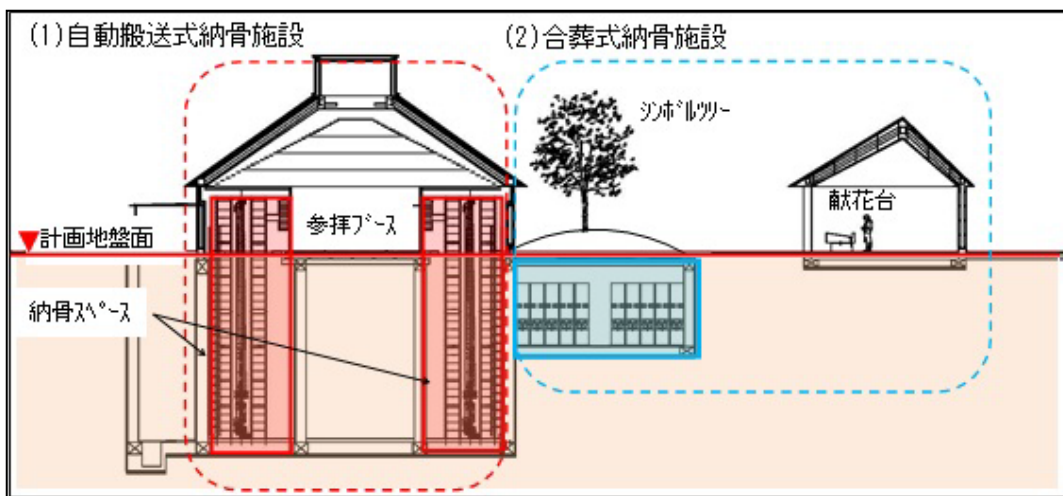 (1)自動搬送式納骨施設
(2)合葬式納骨施設
ｼﾝﾎﾞﾙﾂﾘｰ
参拝ﾌﾞｰｽ
献花台
▼計画地盤面
納骨ｽﾍﾟｰｽ